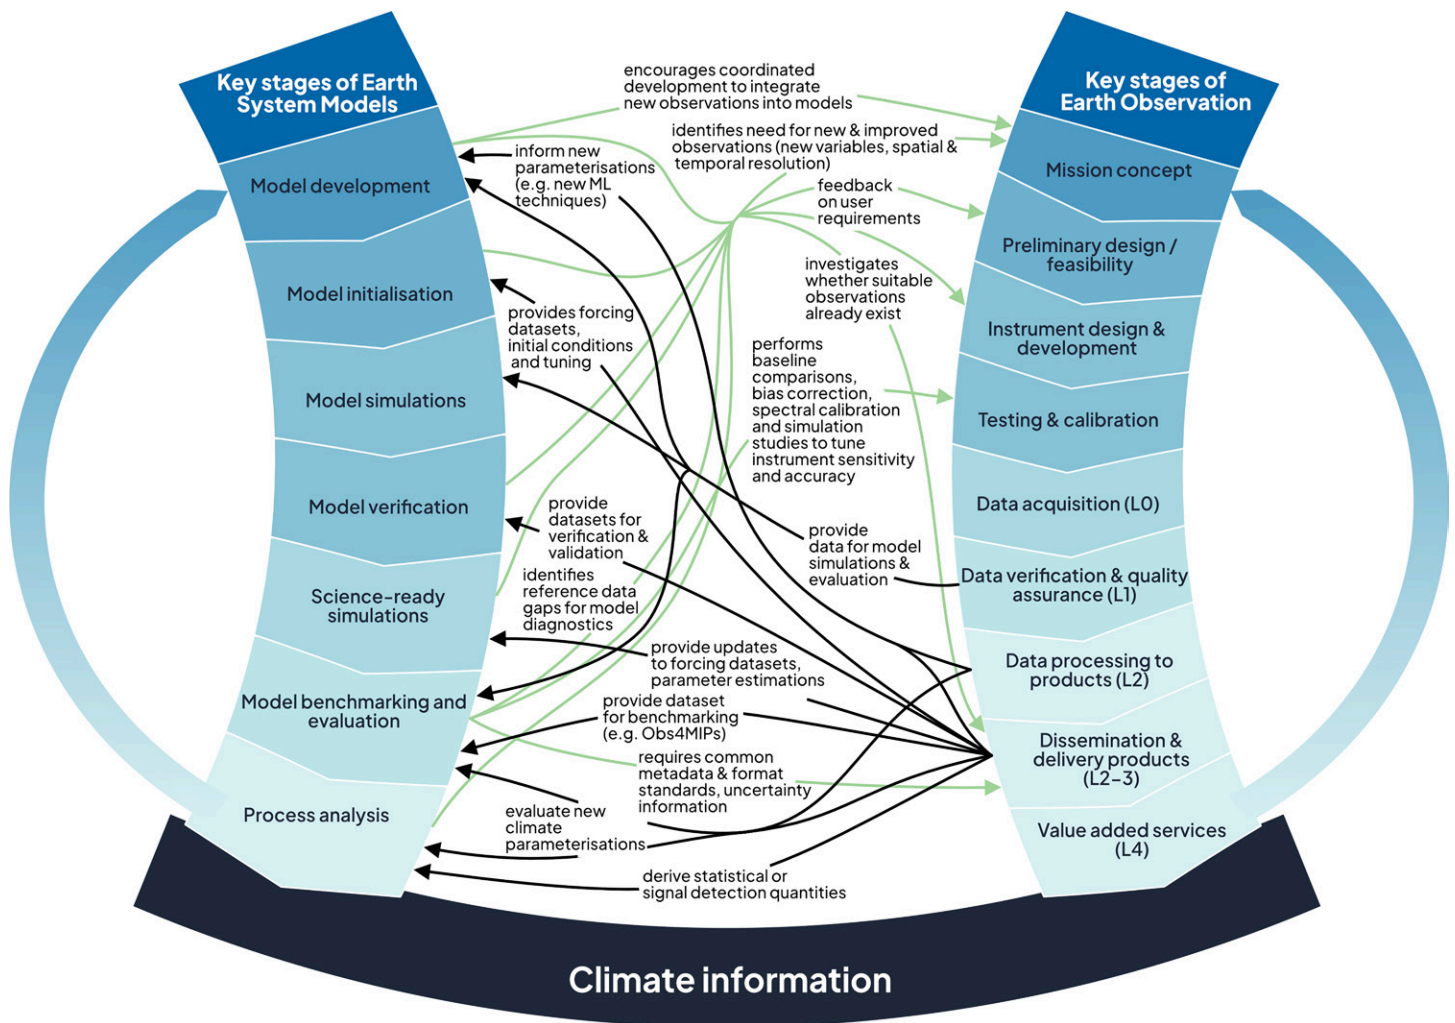 Key stages of Earth
System Models
Model development
Model initialisation
Model simulations
Model verification
Science-ready
simulations
Model benchmarking and
evaluation
Process analysis
encourages coordinated
development to integrate
new observations into models
identifies need for new & improved
observations (new variables, spatial &
temporal resolution)
inform new
parameterisations
(e.g. new ML
techniques)
feedback
on user
requirements
investigates
whether suitable
observations
already exist
provides forcing
datasets,
initial conditions
and tuning
performs
baseline
comparisons,
bias correction,
spectral calibration
and simulation
studies to tune
instrument sensitivity
and accuracy
provide
datasets for
verification &
validation
provide
data for model
simulations &
evaluation
identifies
reference data
gaps for model
diagnostics
provide updates
to forcing datasets,
parameter estimations
provide dataset
for benchmarking
(e.g. Obs4MIPs)
requires common
metadata & format
standards, uncertainty
information
evaluate new
climate
parameterisations
derive statistical or
signal detection quantities
Key stages of
Earth Observation
Mission concept
Preliminary design /
feasibility
Instrument design &
development
Testing & calibration
Data acquisition (L0)
Data verification & quality
assurance (L1)
Data processing to
products (L2)
Dissemination &
delivery products
(L2–3)
Value added services
(L4)
Climate information